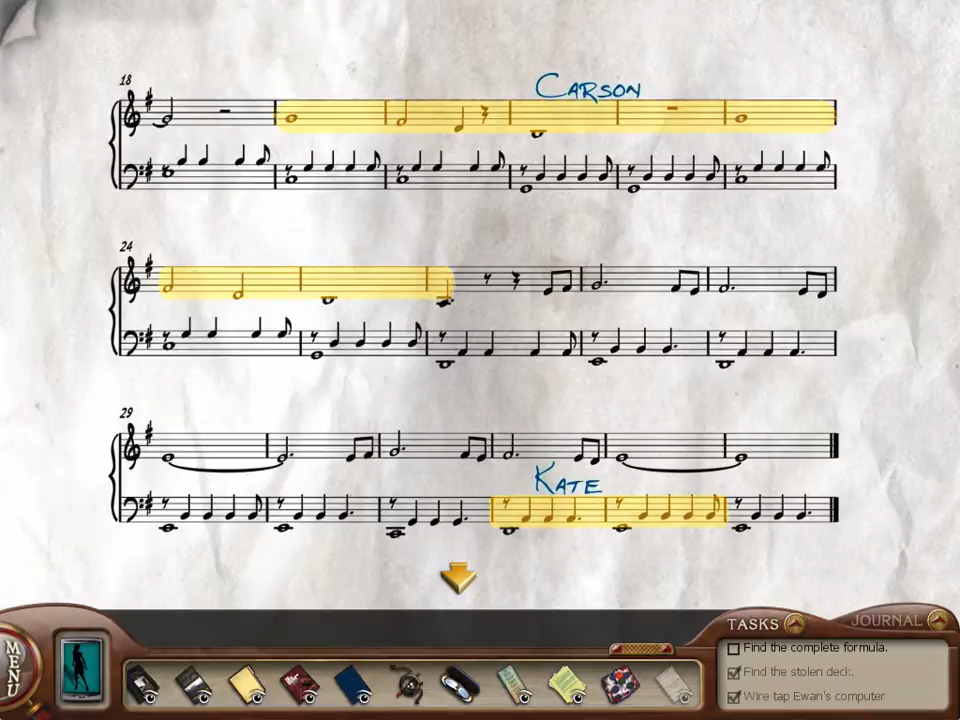 18
CARSON
24
29
KATE
MENU
TASKS
JOURNAL
Find the complete formula.
Find the stolen deck.
Wire tap Ewan's computer